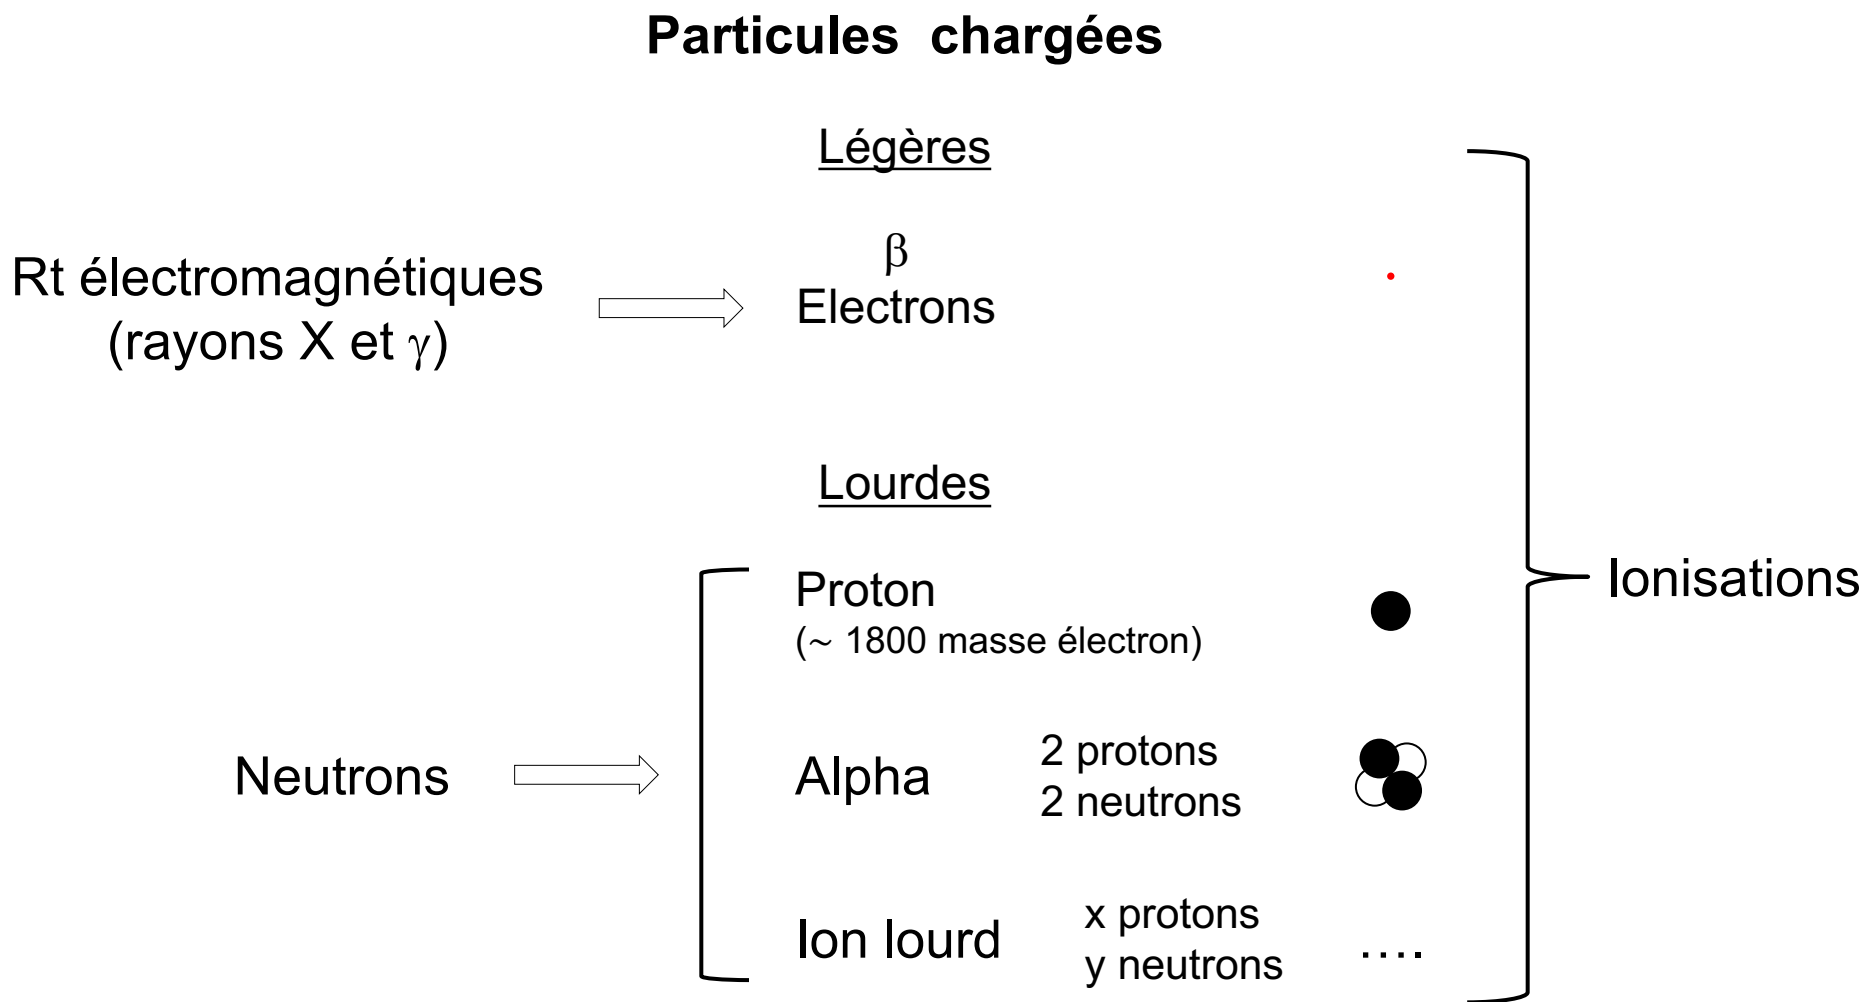 Particules chargées
Légères
Rt électromagnétiques
(rayons X et γ)
β
Electrons
Lourdes
Proton
(~ 1800 masse électron)
Neutrons
Alpha
2 protons
2 neutrons
Ion lourd
x protons
y neutrons
....
Ionisations